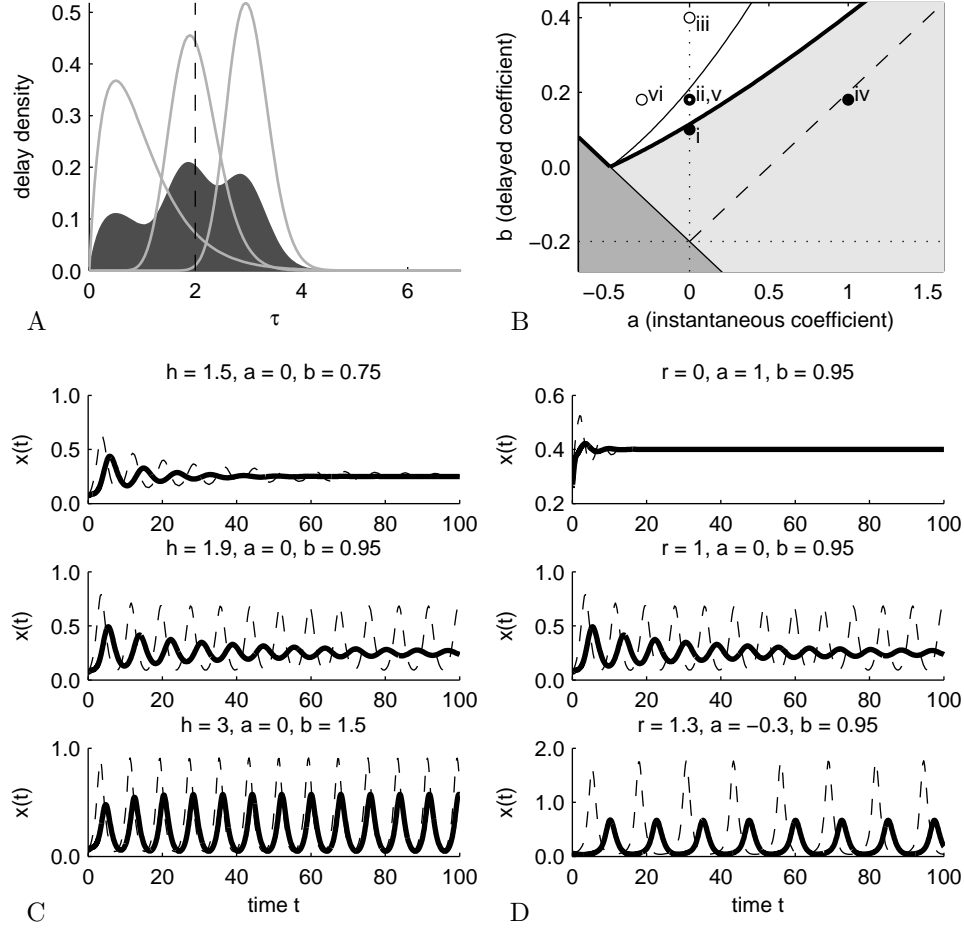 0.5
0.4
0.3
0.2
0.1
0.0
delay density
0 2 4 6
τ
A
0.4
0.2
0.0
−0.2
b (delayed coefficient)
iii
vi
ii,v
iv
i
−0.5 0 0.5 1 1.5
a (instantaneous coefficient)
B
h = 1.5, a = 0, b = 0.75
1.0
0.5
0.0
x(t)
0 20 40 60 80 100
h = 1.9, a = 0, b = 0.95
1.0
0.5
0.0
x(t)
0 20 40 60 80 100
h = 3, a = 0, b = 1.5
1.0
0.5
0.0
x(t)
0 20 40 60 80 100
time t
C
r = 0, a = 1, b = 0.95
0.6
0.4
0.2
x(t)
0 20 40 60 80 100
r = 1, a = 0, b = 0.95
1.0
0.5
0.0
x(t)
0 20 40 60 80 100
r = 1.3, a = −0.3, b = 0.95
2.0
1.0
0.0
x(t)
0 20 40 60 80 100
time t
D